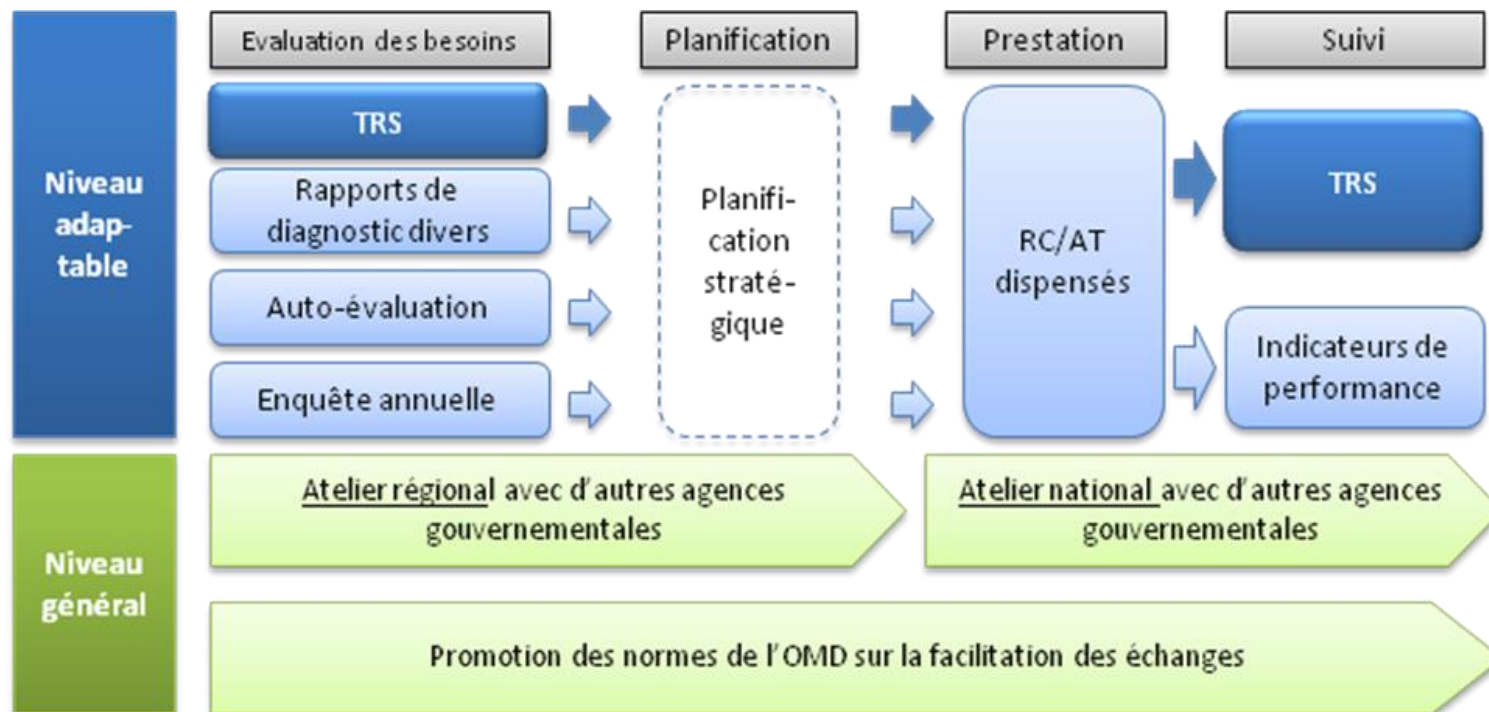 Evaluation des besoins
Planification
Prestation
Suivi
Niveau
adap-
table
TRS
Rapports de
diagnostic divers
Auto-évaluation
Enquête annuelle
Planifi-
cation
straté-
gique
RC/AT
dispensés
TRS
Indicateurs de
performance
Niveau
général
Atelier régional avec d'autres agences
gouvernementales
Atelier national avec d'autres agences
gouvernementales
Promotion des normes de l'OMD sur la facilitation des échanges